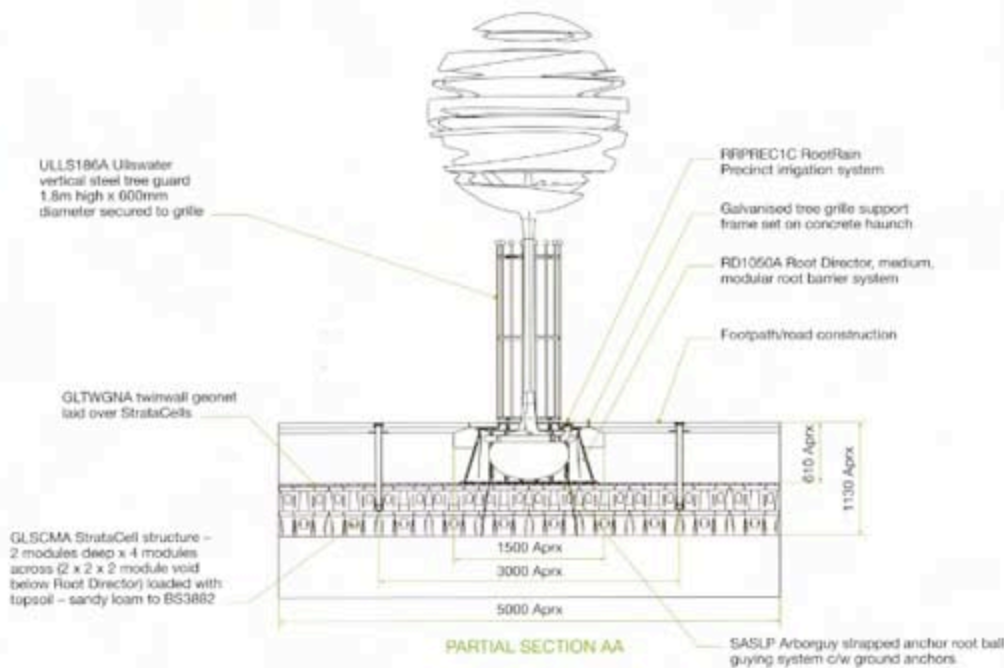 ULLS186A Ullswater
vertical steel tree guard
1.8m high x 600mm
diameter secured to grille
RRPREC1C RootRain
Precinct irrigation system
Galvanised tree grille support
frame set on concrete haunch
RD1050A Root Director, medium,
modular root barrier system
Footpath/road construction
GLTWGNA twinwall geonet
laid over StrataCells
610 Aprx
1130 Aprx
GLSCMA StrataCell structure –
2 modules deep x 4 modules
across (2 x 2 x 2 module void
below Root Director) loaded with
topsoil – sandy loam to BS3882
1500 Aprx
3000 Aprx
5000 Aprx
PARTIAL SECTION AA
SASLP Arborguy strapped anchor root ball
guying system c/w ground anchors